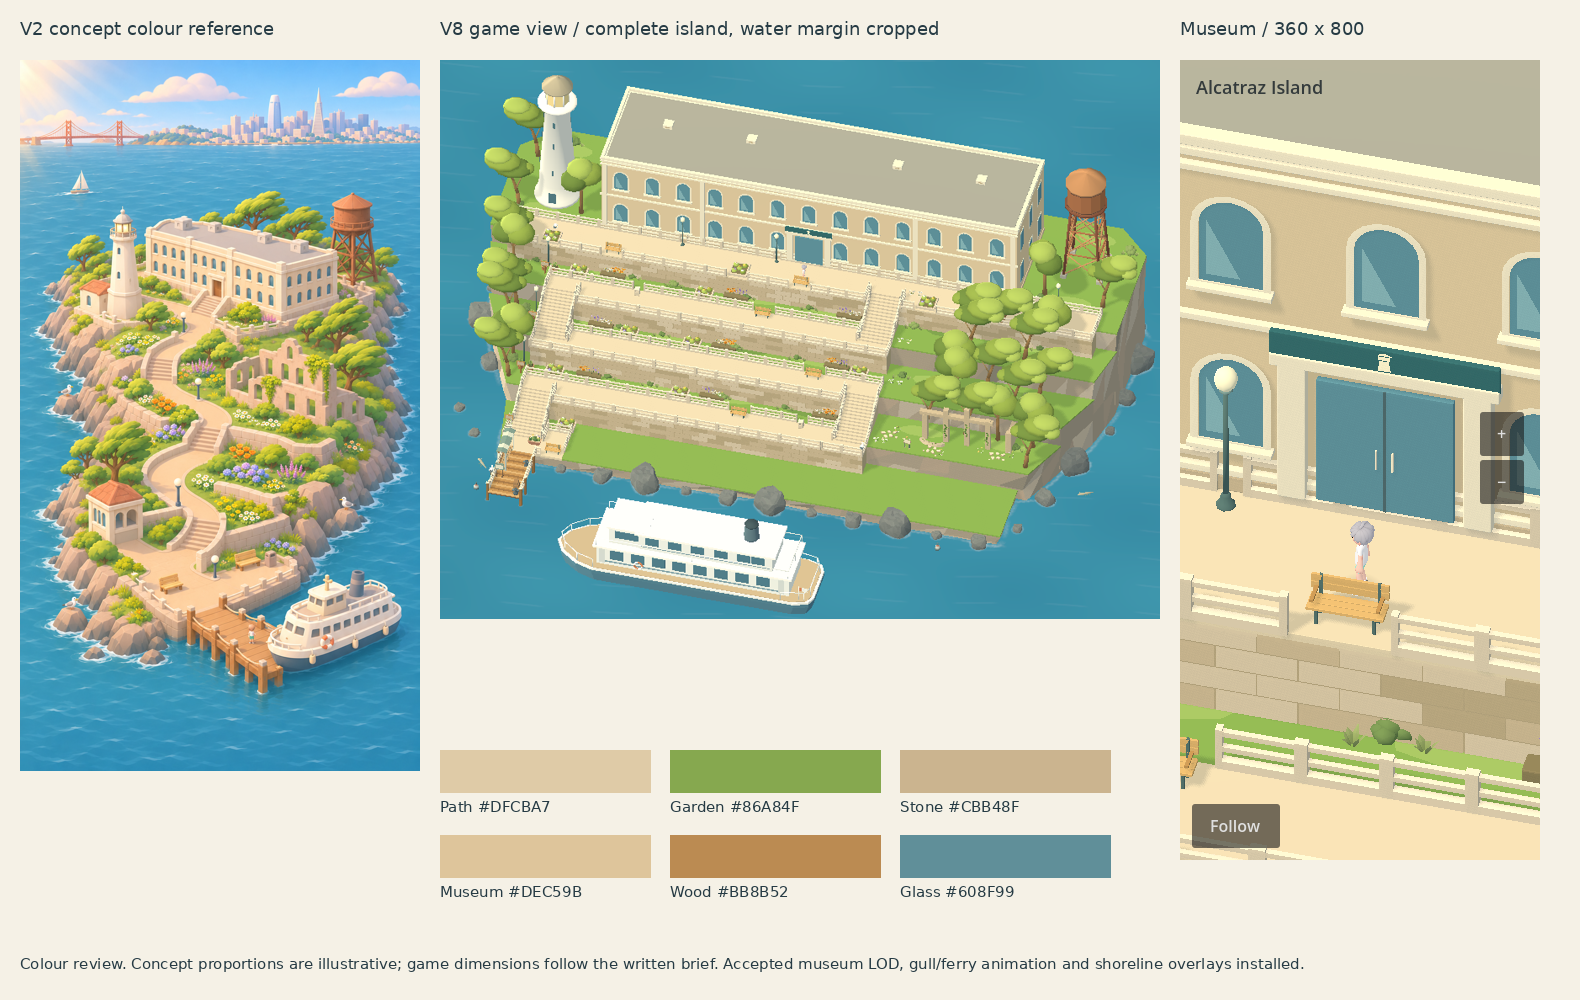 V2 concept colour reference
V8 game view / complete island, water margin cropped
Museum / 360 x 800
Alcatraz Island
+
−
Follow
Path #DFCBA7
Garden #86A84F
Stone #CBB48F
Museum #DEC59B
Wood #BB8B52
Glass #608F99
Colour review. Concept proportions are illustrative; game dimensions follow the written brief. Accepted museum LOD, gull/ferry animation and shoreline overlays installed.